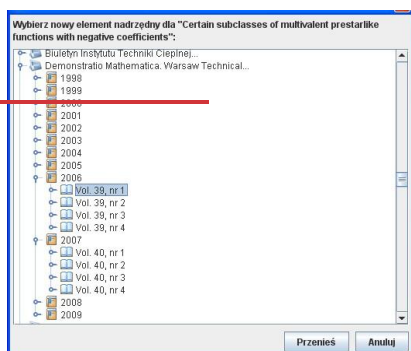 Wybierz nowy element nadrzędny dla "Certain subclasses of multivalent prestarlike
functions with negative coefficients":
Biuletyn Instytutu Techniki Cieplnej...
Demonstratio Mathematica. Warsaw Technical...
1998
1999
2000
2001
2002
2003
2004
2005
2006
Vol. 39, nr 1
Vol. 39, nr 2
Vol. 39, nr 3
Vol. 39, nr 4
2007
Vol. 40, nr 1
Vol. 40, nr 2
Vol. 40, nr 3
Vol. 40, nr 4
2008
2009
Przenieś Anuluj